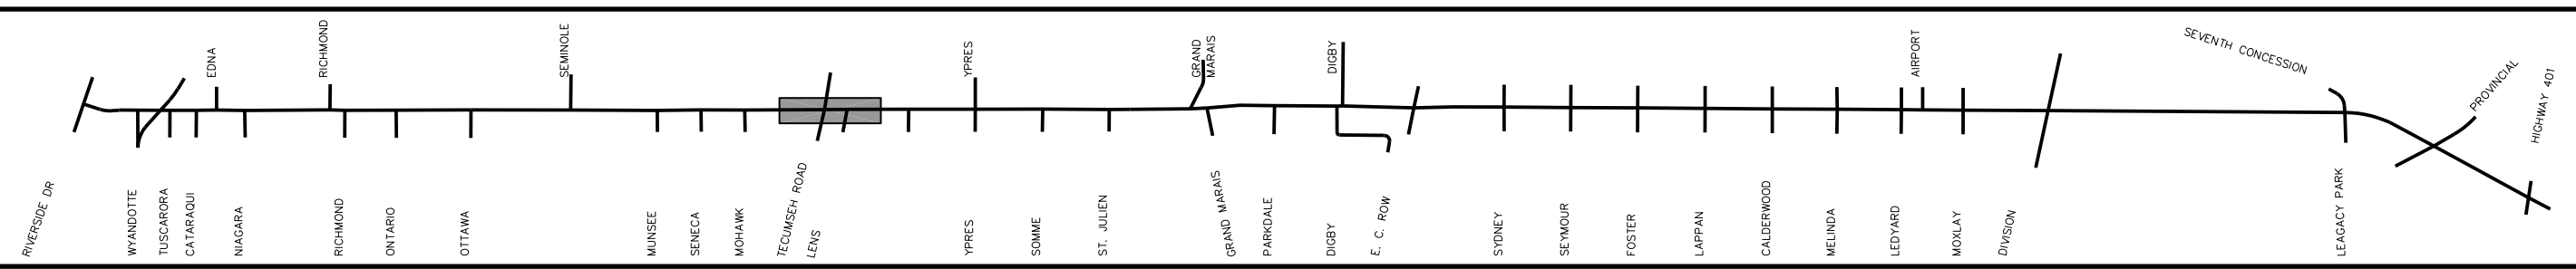 EDNA
RICHMOND
SEMINOLE
YPRES
GRAND
MARAIS
DIGBY
AIRPORT
SEVENTH CONCESSION
PROVINCIAL
HIGHWAY 401
RIVERSIDE DR
WYANDOTTE
TUSCARORA
CATARAQUI
NIAGARA
RICHMOND
ONTARIO
OTTAWA
MUNSEE
SENECA
MOHAWK
TECUMSEH ROAD
LENS
YPRES
SOMME
ST. JULIEN
GRAND MARAIS
PARKDALE
DIGBY
E. C. ROW
SYDNEY
SEYMOUR
FOSTER
LAPPAN
CALDERWOOD
MELINDA
LEDYARD
MOXLAY
DIVISION
LEAGACY PARK